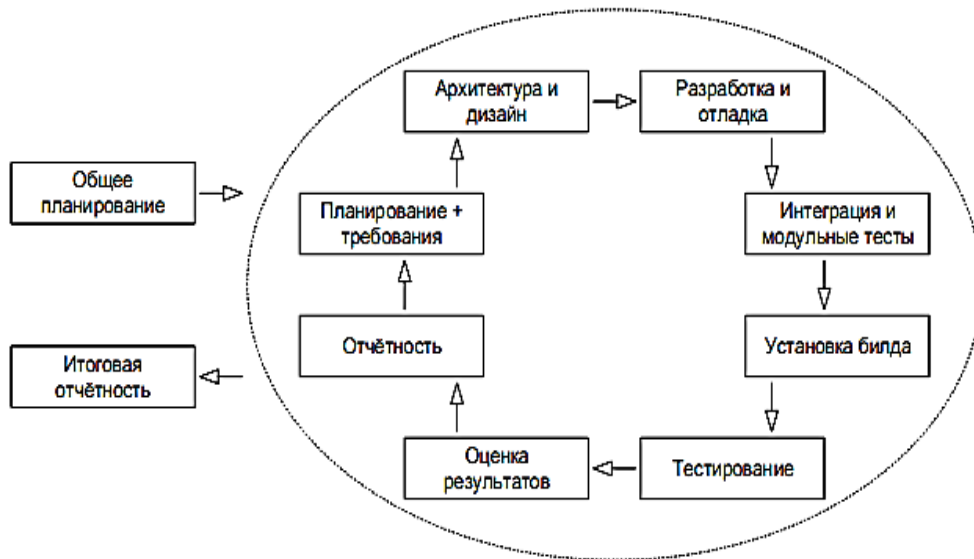 Общее
планирование
Итоговая
отчётность
Архитектура и
дизайн
Разработка и
отладка
Планирование +
требования
Интеграция и
модульные тесты
Отчётность
Установка билда
Оценка
результатов
Тестирование